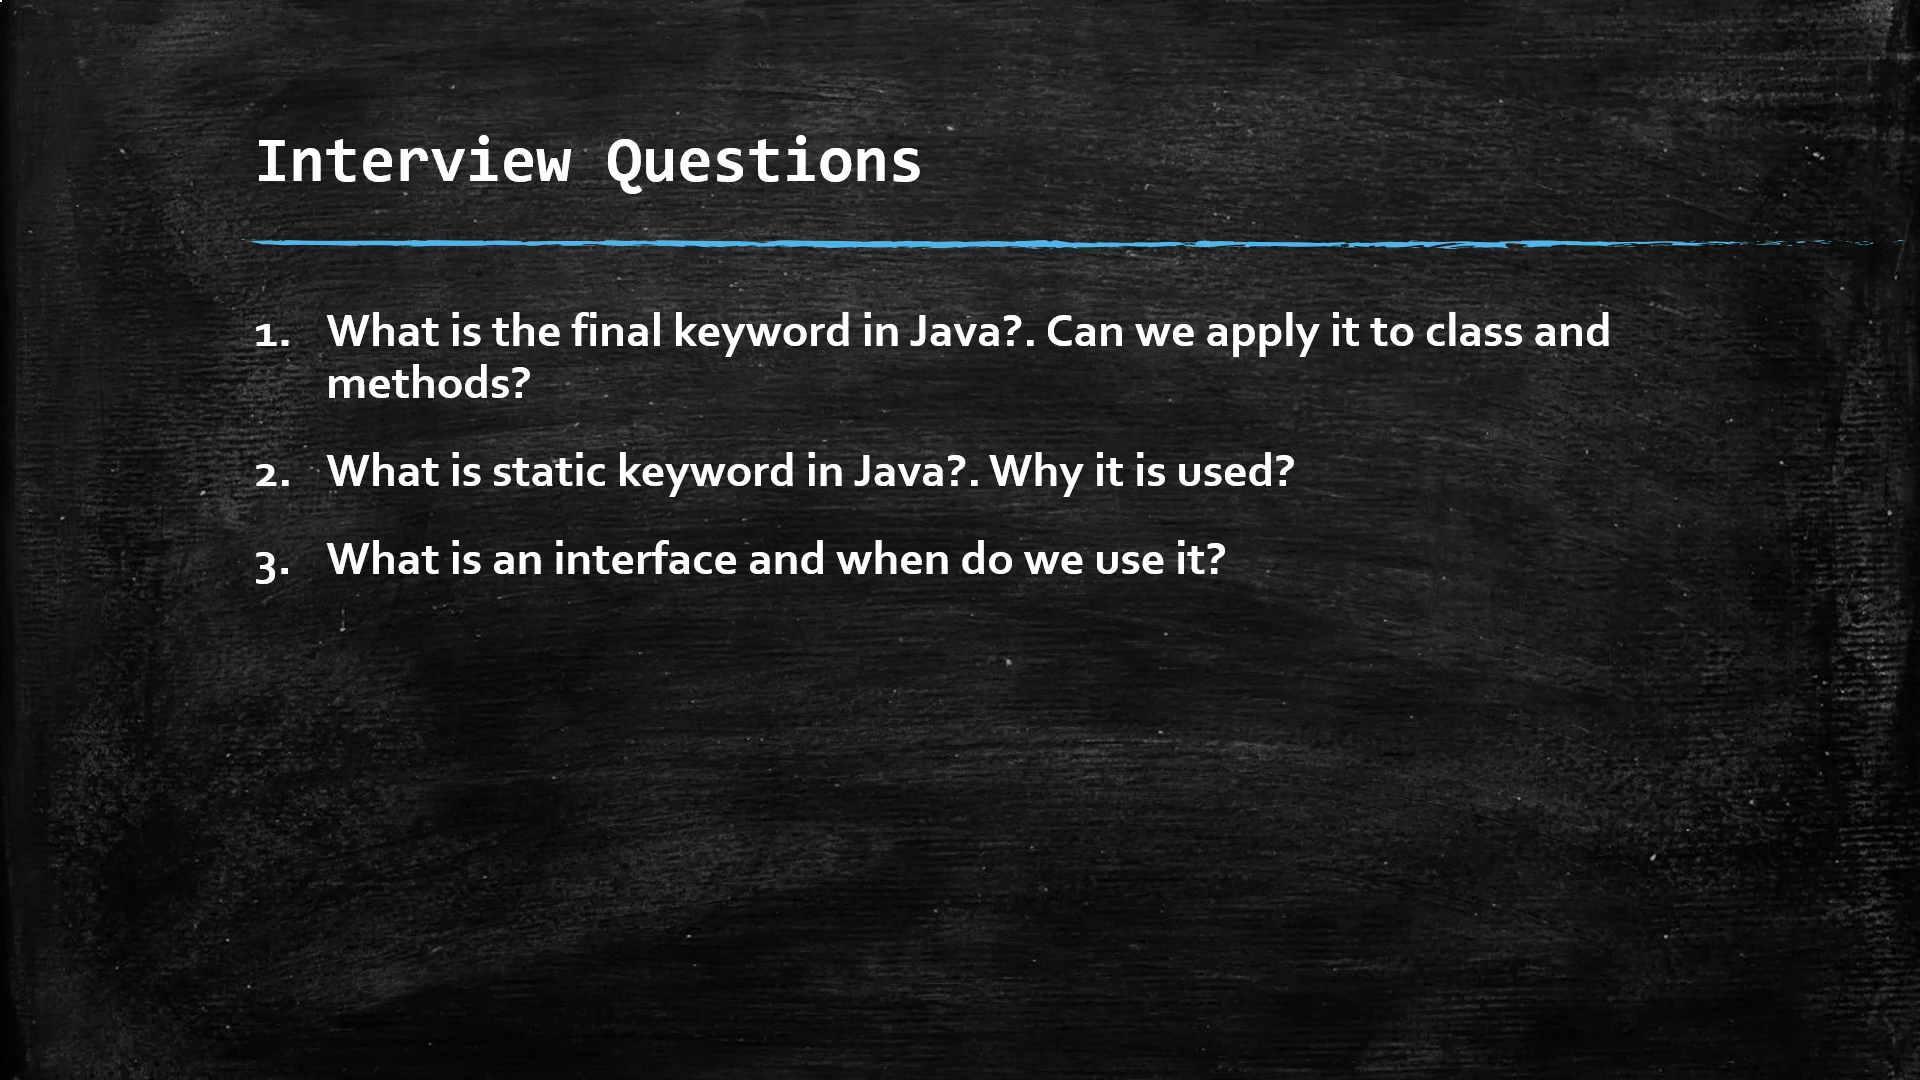 Interview Questions
1. What is the final keyword in Java?. Can we apply it to class and
methods?
2. What is static keyword in Java?. Why it is used?
3. What is an interface and when do we use it?